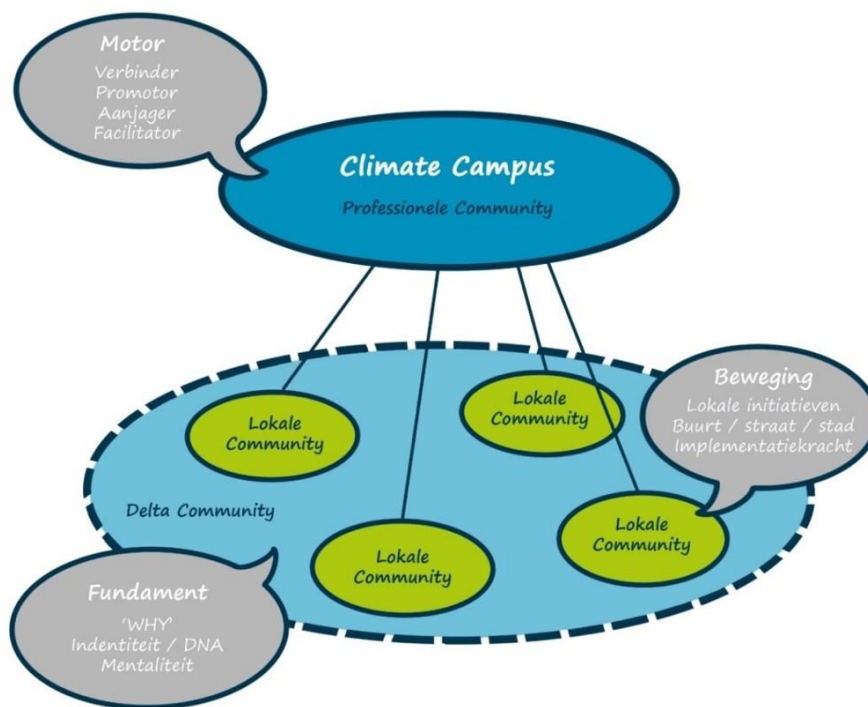 Motor
Verbinder
Promotor
Aanjager
Facilitator
Climate Campus
Professionele Community
Beweging
Lokale initiatieven
Buurt / straat / stad
Implementatiekracht
Lokale
Community
Lokale
Community
Delta Community
Lokale
Community
Lokale
Community
Fundament
‘WHY’
Indentiteit / DNA
Mentaliteit